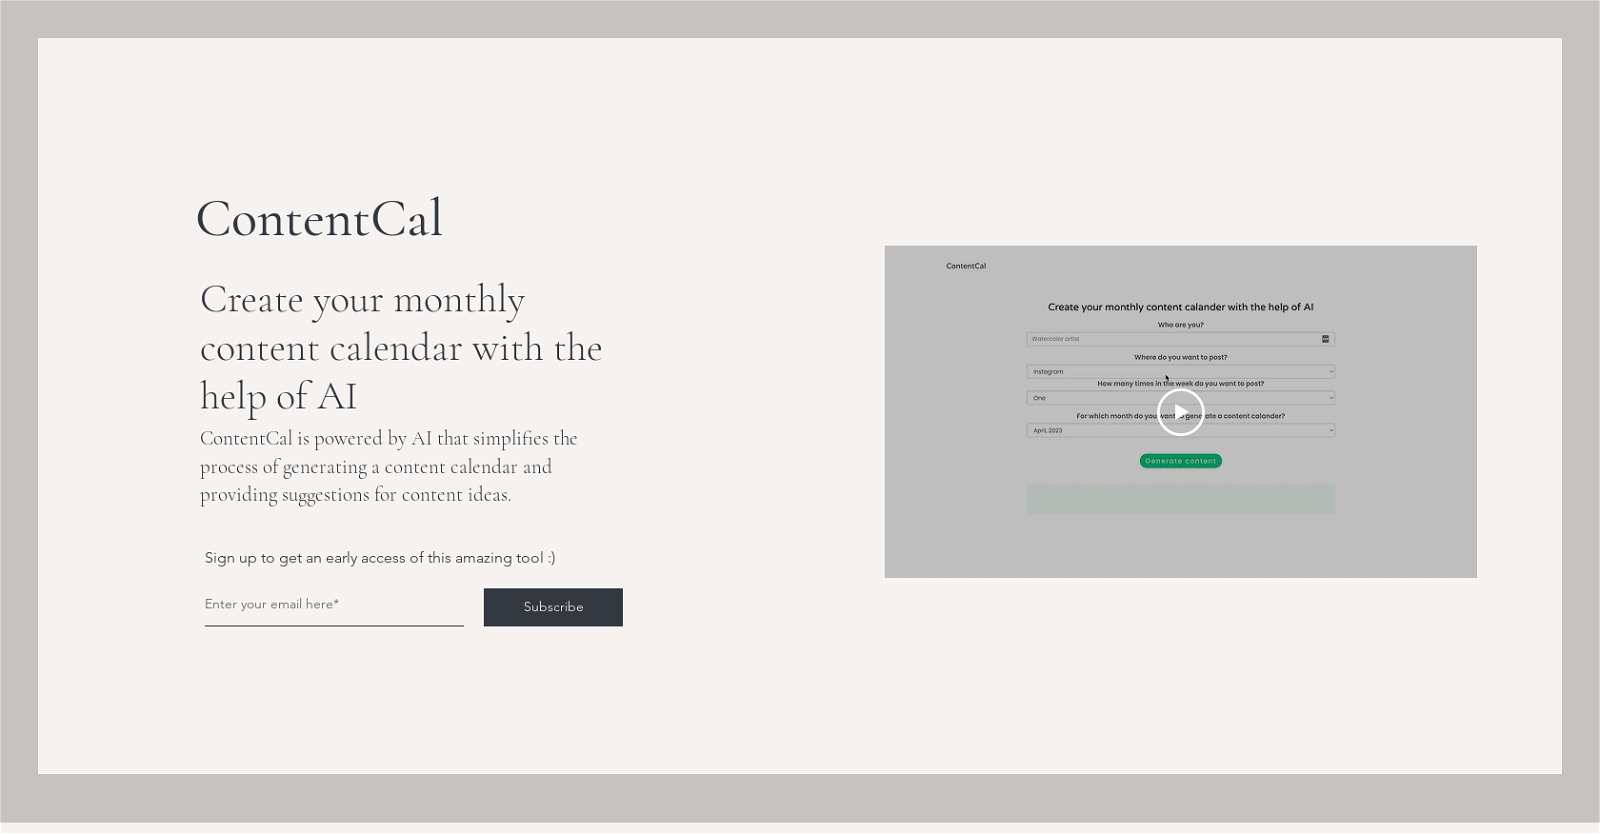 ContentCal
Create your monthly
content calendar with the
help of AI
ContentCal is powered by AI that simplifies the
process of generating a content calendar and
providing suggestions for content ideas.
Sign up to get an early access of this amazing tool :)
Enter your email here*
Subscribe
ContentCal
Create your monthly content calander with the help of AI
Who are you?
Watercolor artist
Where do you want to post?
Instagram
How many times in the week do you want to post?
One
For which month do you want to generate a content calander?
April, 2023
Generate content